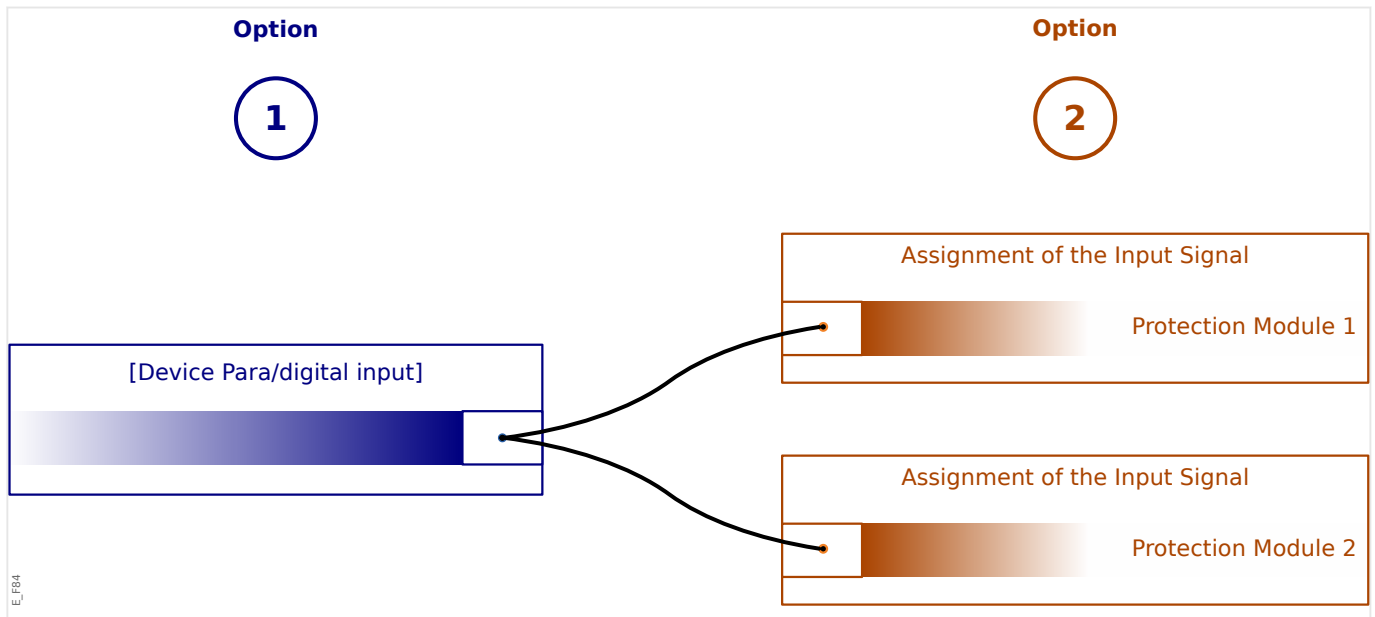 Option
1
Option
2
[Device Para/digital input]
Assignment of the Input Signal
Protection Module 1
Assignment of the Input Signal
Protection Module 2
E_F84